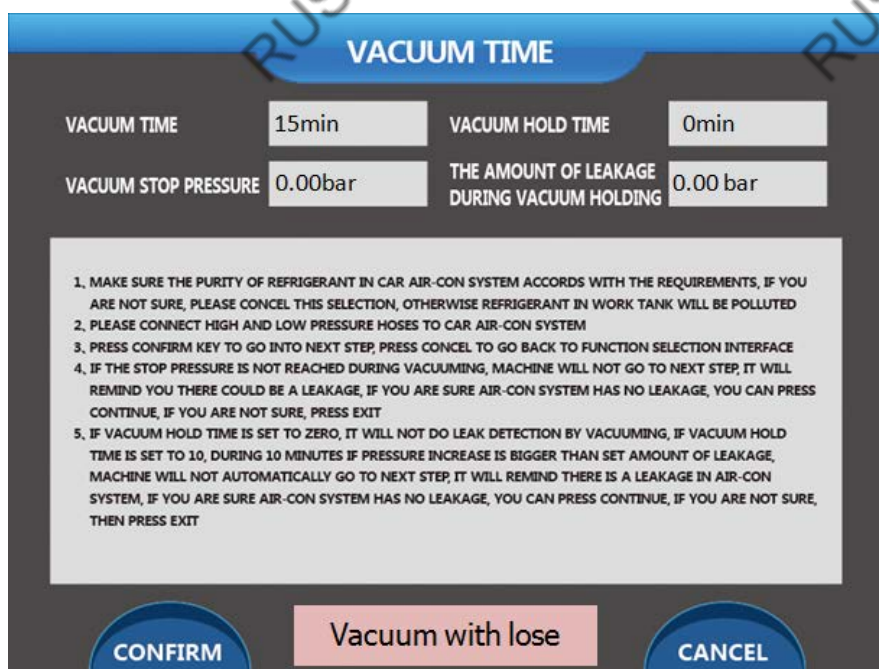 VACUUM TIME
VACUUM TIME 15min VACUUM HOLD TIME 0min
VACUUM STOP PRESSURE 0.00bar THE AMOUNT OF LEAKAGE DURING VACUUM HOLDING 0.00 bar
1. MAKE SURE THE PURITY OF REFRIGERANT IN CAR AIR-CON SYSTEM ACCORDS WITH THE REQUIREMENTS, IF YOU
ARE NOT SURE, PLEASE CONCEL THIS SELECTION, OTHERWISE REFRIGERANT IN WORK TANK WILL BE POLLUTED
2. PLEASE CONNECT HIGH AND LOW PRESSURE HOSES TO CAR AIR-CON SYSTEM
3. PRESS CONFIRM KEY TO GO INTO NEXT STEP, PRESS CONCEL TO GO BACK TO FUNCTION SELECTION INTERFACE
4. IF THE STOP PRESSURE IS NOT REACHED DURING VACUUMING, MACHINE WILL NOT GO TO NEXT STEP, IT WILL
REMIND YOU THERE COULD BE A LEAKAGE, IF YOU ARE SURE AIR-CON SYSTEM HAS NO LEAKAGE, YOU CAN PRESS
CONTINUE, IF YOU ARE NOT SURE, PRESS EXIT
5. IF VACUUM HOLD TIME IS SET TO ZERO, IT WILL NOT DO LEAK DETECTION BY VACUUMING, IF VACUUM HOLD
TIME IS SET TO 10, DURING 10 MINUTES IF PRESSURE INCREASE IS BIGGER THAN SET AMOUNT OF LEAKAGE,
MACHINE WILL NOT AUTOMATICALLY GO TO NEXT STEP, IT WILL REMIND THERE IS A LEAKAGE IN AIR-CON
SYSTEM, IF YOU ARE SURE AIR-CON SYSTEM HAS NO LEAKAGE, YOU CAN PRESS CONTINUE, IF YOU ARE NOT SURE,
THEN PRESS EXIT
CONFIRM Vacuum with lose CANCEL
RUS
RUS